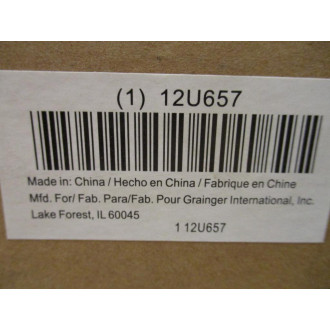 (1) 12U657
Made in: China / Hecho en China / Fabrique en Chine
Mfd. For/ Fab. Para/Fab. Pour Grainger International, Inc.
Lake Forest, IL 60045
1 12U657